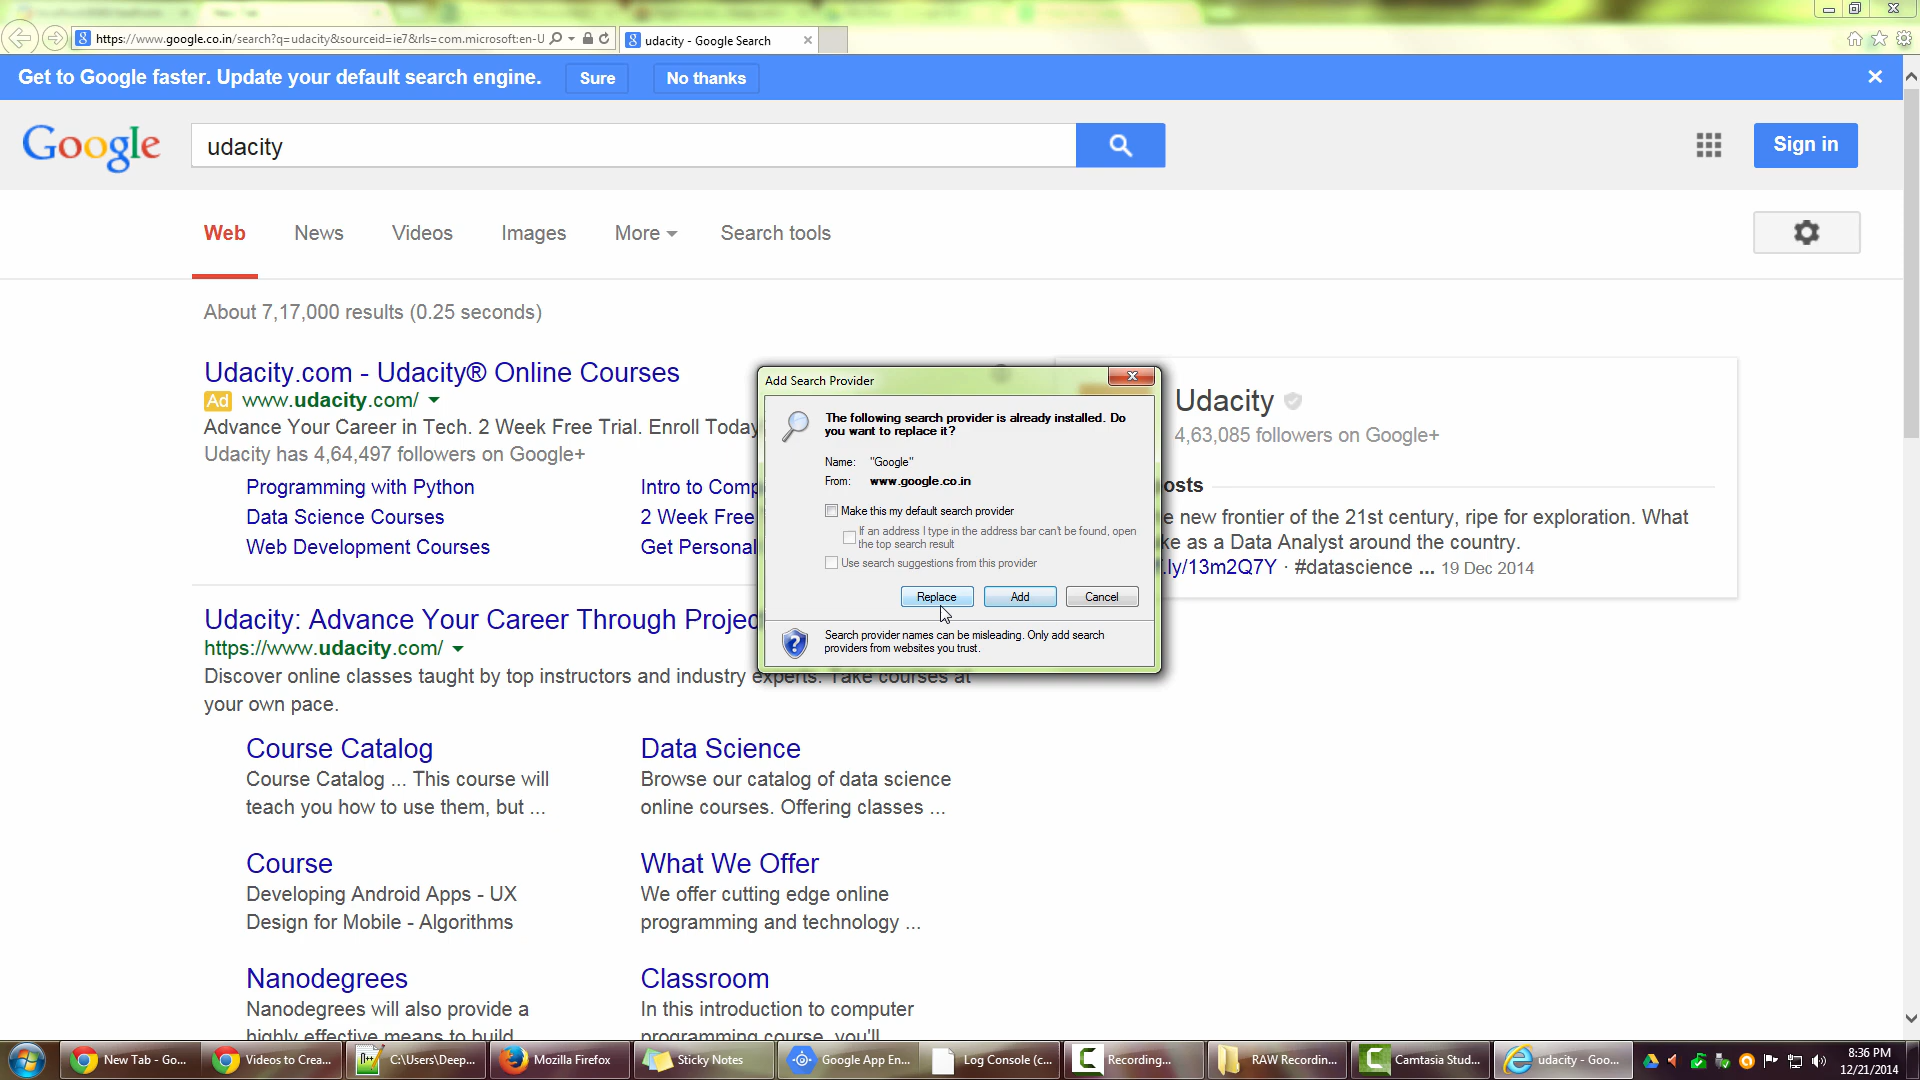 https://www.google.co.in/search?q=udacity&sourceid=ie7&rls=com.microsoft:en-U
udacity - Google Search
Get to Google faster. Update your default search engine.
Sure
No thanks
Google
udacity
Sign in
Web
News
Videos
Images
More
Search tools
About 7,17,000 results (0.25 seconds)
Udacity.com - Udacity® Online Courses
Ad www.udacity.com/
Advance Your Career in Tech. 2 Week Free Trial. Enroll Today
Udacity has 4,64,497 followers on Google+
Programming with Python
Data Science Courses
Web Development Courses
Intro to Comp
2 Week Free
Get Personal
Add Search Provider
The following search provider is already installed. Do
you want to replace it?
Name: "Google"
From: www.google.co.in
Make this my default search provider
If an address I type in the address bar can't be found, open
the top search result
Use search suggestions from this provider
Replace
Add
Cancel
Search provider names can be misleading. Only add search
providers from websites you trust.
Udacity
4,63,085 followers on Google+
osts
e new frontier of the 21st century, ripe for exploration. What
ke as a Data Analyst around the country.
.ly/13m2Q7Y · #datascience ... 19 Dec 2014
Udacity: Advance Your Career Through Projec
https://www.udacity.com/
Discover online classes taught by top instructors and industry experts. Take courses at
your own pace.
Course Catalog
Course Catalog ... This course will
teach you how to use them, but ...
Data Science
Browse our catalog of data science
online courses. Offering classes ...
Course
Developing Android Apps - UX
Design for Mobile - Algorithms
What We Offer
We offer cutting edge online
programming and technology ...
Nanodegrees
Nanodegrees will also provide a
highly effective means to build
Classroom
In this introduction to computer
programming course, you'll
New Tab - Go...
Videos to Crea...
C:\Users\Deep...
Mozilla Firefox
Sticky Notes
Google App En...
Log Console (c...
Recording...
RAW Recordin...
Camtasia Stud...
udacity - Goo...
8:36 PM
12/21/2014